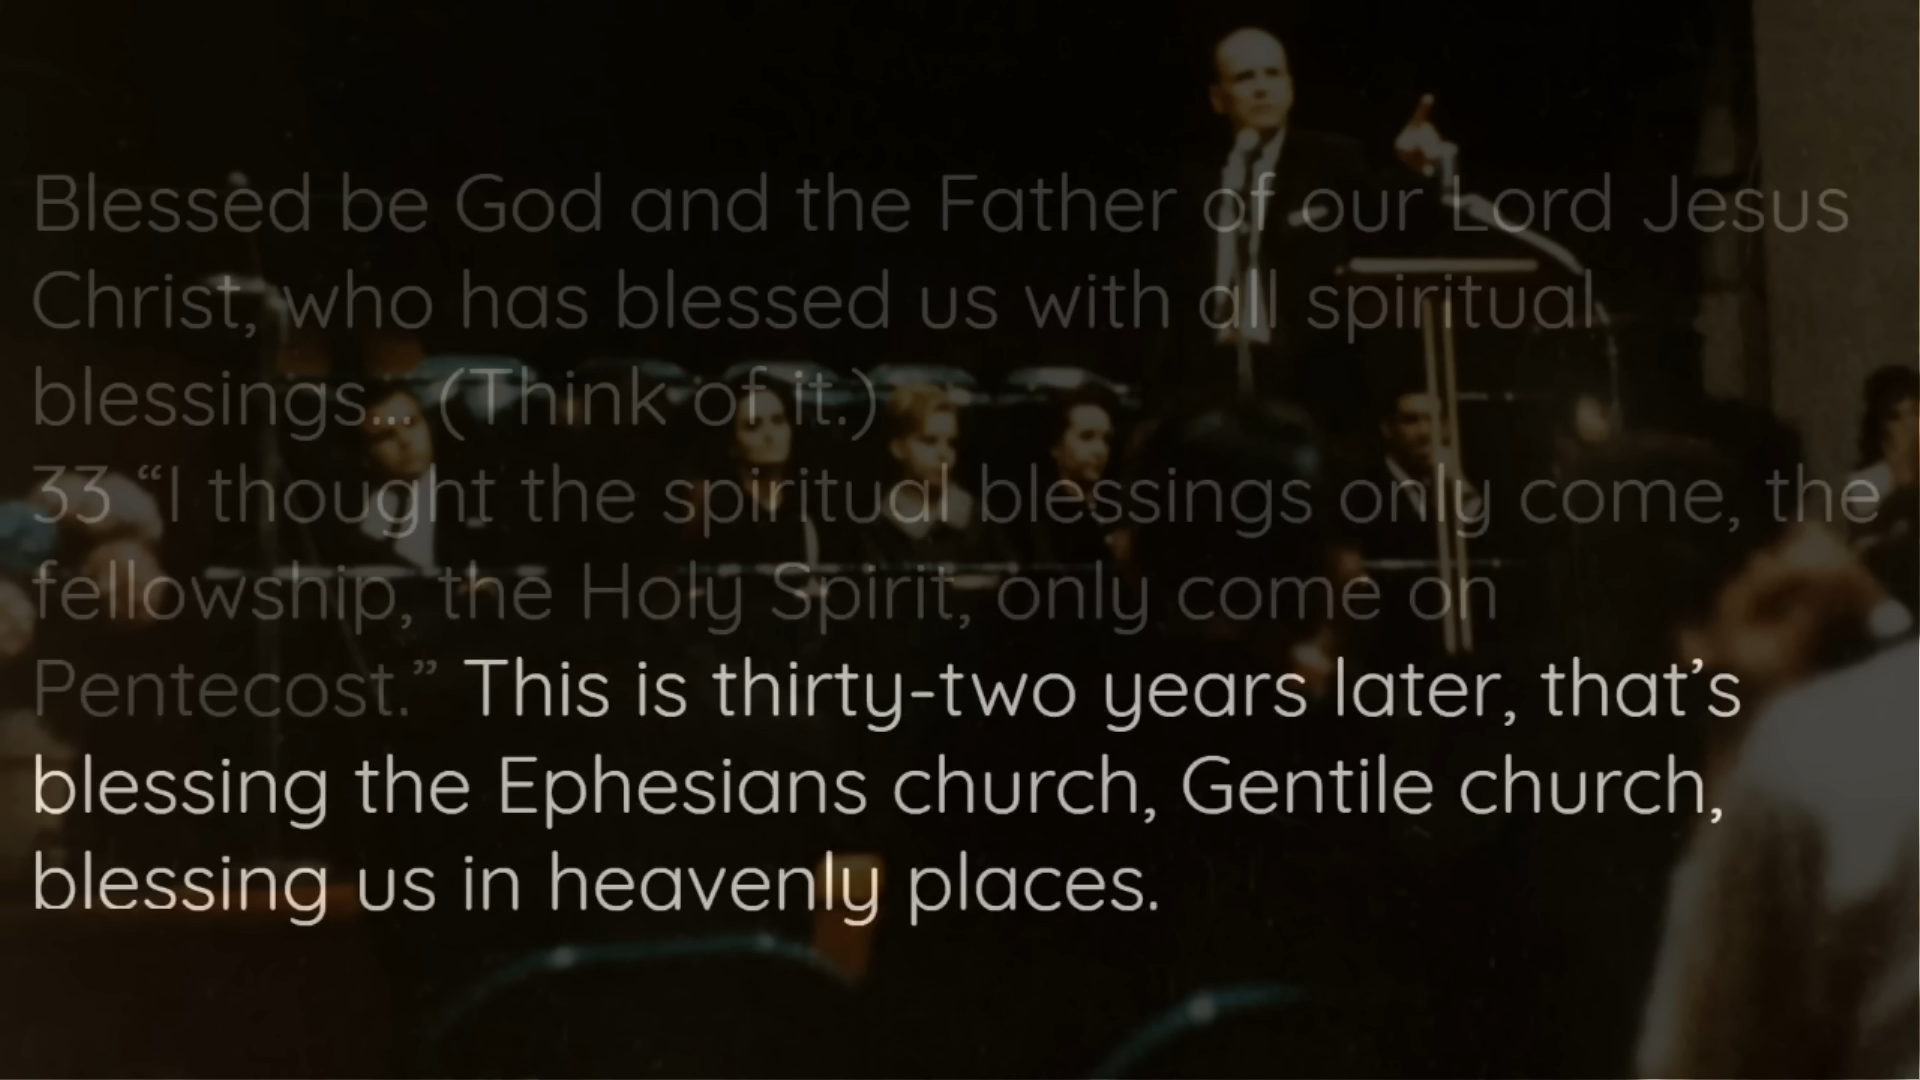 Blessed be God and the Father of our Lord Jesus
Christ, who has blessed us with all spiritual
blessings... (Think of it.)
33 “I thought the spiritual blessings only come, the
fellowship, the Holy Spirit, only come on
Pentecost.” This is thirty-two years later, that’s
blessing the Ephesians church, Gentile church,
blessing us in heavenly places.